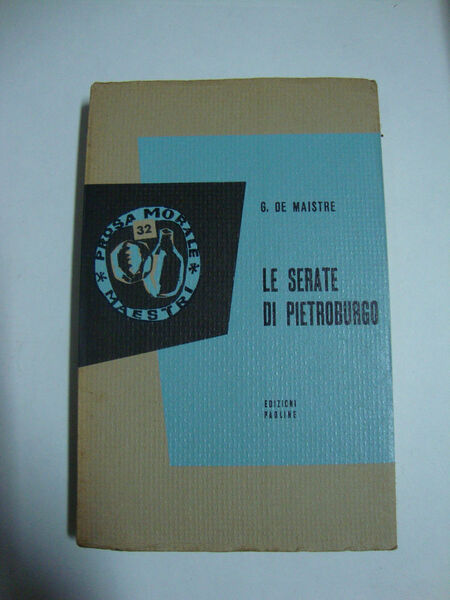 PROSA MORALE
32
* MAESTRI *
G. DE MAISTRE
LE SERATE
DI PIETROBURGO
EDIZIONI
PAOLINE